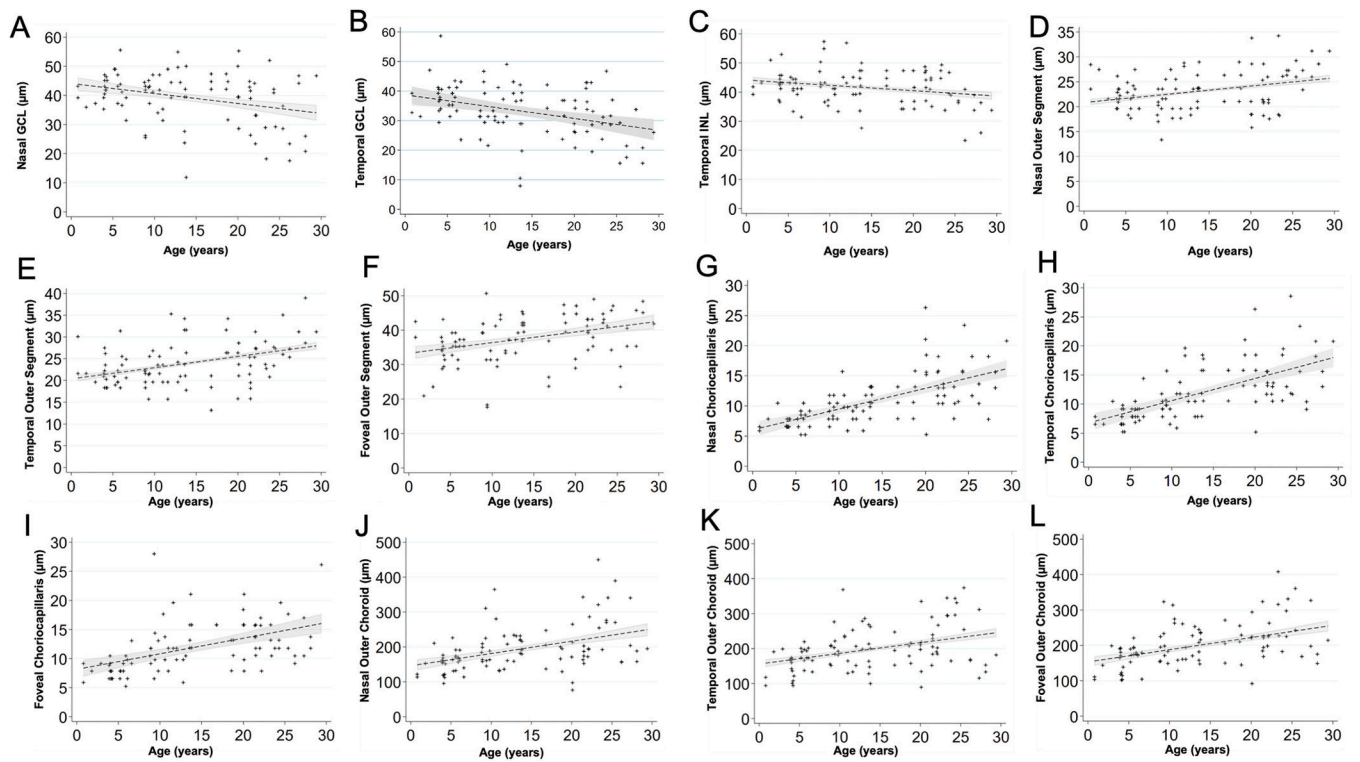 A
60
50
40
30
20
10
0
Nasal GCL (µm)
0 5 10 15 20 25 30
Age (years)
B
60
50
40
30
20
10
0
Temporal GCL (µm)
0 5 10 15 20 25 30
Age (years)
C
60
50
40
30
20
10
0
Temporal INL (µm)
0 5 10 15 20 25 30
Age (years)
D
35
30
25
20
15
10
5
0
Nasal Outer Segment (µm)
0 5 10 15 20 25 30
Age (years)
E
40
35
30
25
20
15
10
5
0
Temporal Outer Segment (µm)
0 5 10 15 20 25 30
Age (years)
F
50
40
30
20
10
0
Foveal Outer Segment (µm)
0 5 10 15 20 25 30
Age (years)
G
30
25
20
15
10
5
0
Nasal Choriocapillaris (µm)
0 5 10 15 20 25 30
Age (years)
H
30
25
20
15
10
5
0
Temporal Choriocapillaris (µm)
0 5 10 15 20 25 30
Age (years)
I
30
25
20
15
10
5
0
Foveal Choriocapillaris (µm)
0 5 10 15 20 25 30
Age (years)
J
500
400
300
200
100
0
Nasal Outer Choroid (µm)
0 5 10 15 20 25 30
Age (years)
K
500
400
300
200
100
0
Temporal Outer Choroid (µm)
0 5 10 15 20 25 30
Age (years)
L
500
400
300
200
100
0
Foveal Outer Choroid (µm)
0 5 10 15 20 25 30
Age (years)